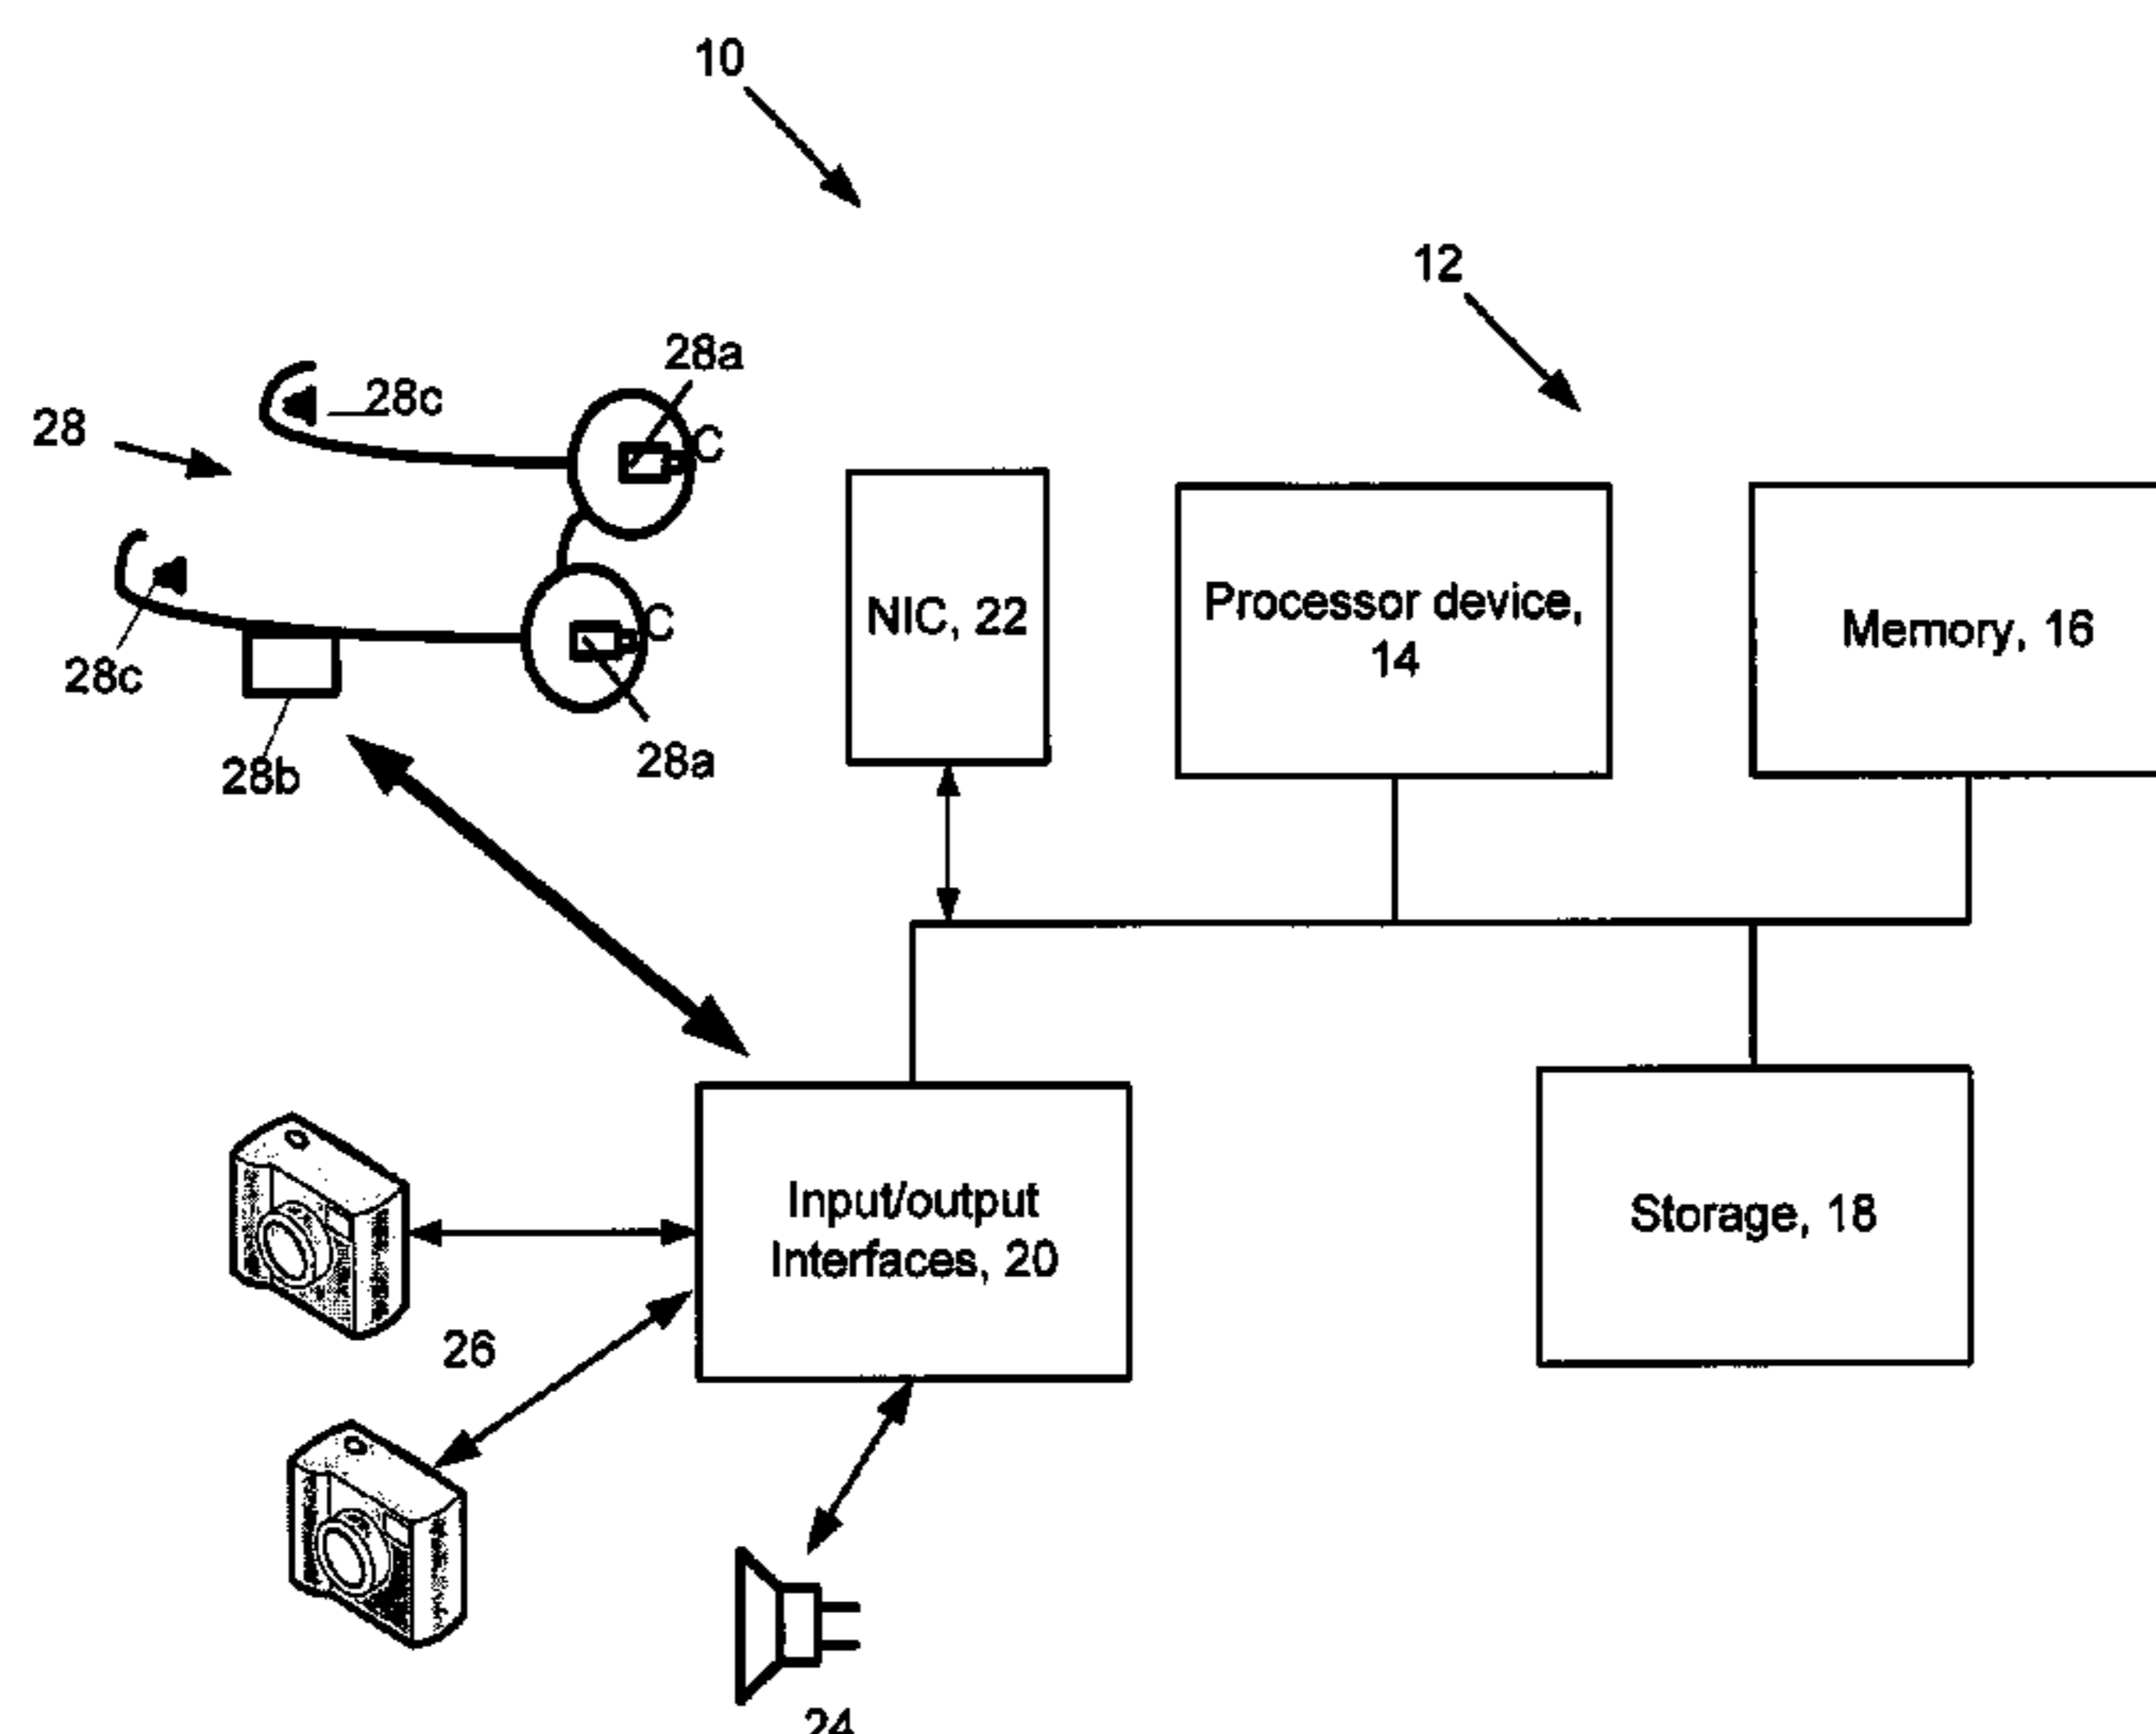 10
12
28a
28c
28
C
NIC, 22
Processor device,
14
Memory, 16
C
28c
28b
28a
Input/output
Interfaces, 20
Storage, 18
26
24